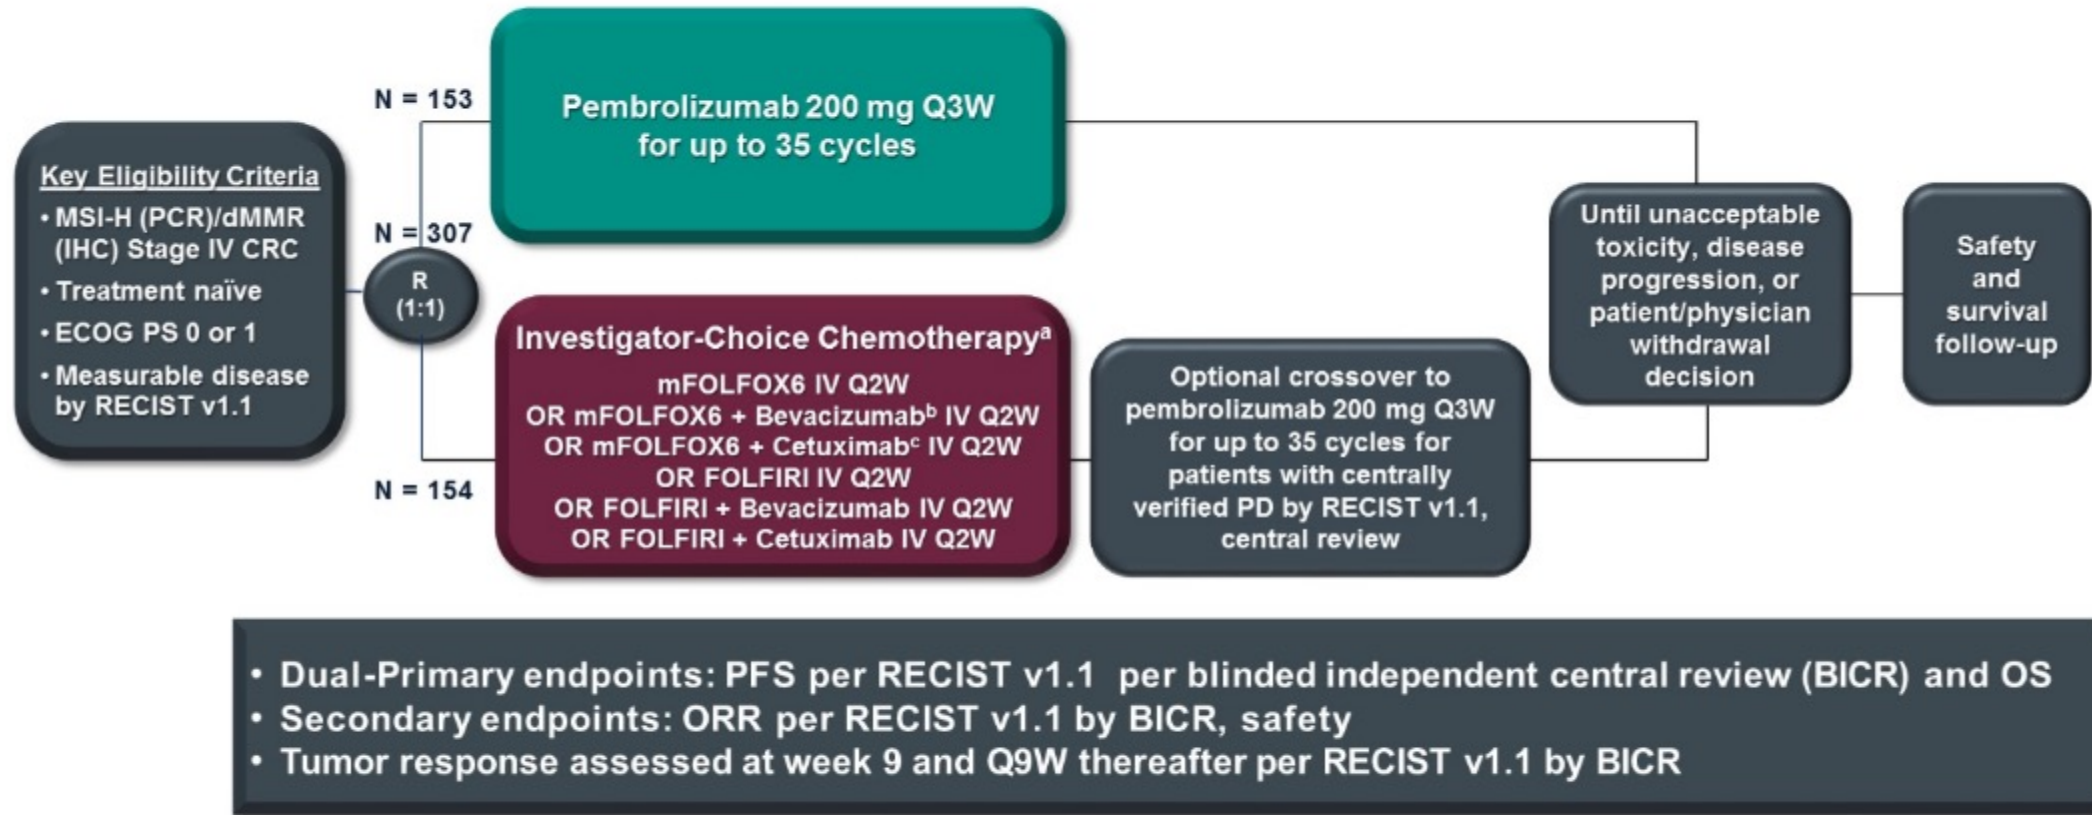 Key Eligibility Criteria
• MSI-H (PCR)/dMMR
(IHC) Stage IV CRC
• Treatment naïve
• ECOG PS 0 or 1
• Measurable disease
by RECIST v1.1
N = 153
N = 307
R
(1:1)
N = 154
Pembrolizumab 200 mg Q3W
for up to 35 cycles
Investigator-Choice Chemotherapyᵃ
mFOLFOX6 IV Q2W
OR mFOLFOX6 + Bevacizumabᵇ IV Q2W
OR mFOLFOX6 + Cetuximabᶜ IV Q2W
OR FOLFIRI IV Q2W
OR FOLFIRI + Bevacizumab IV Q2W
OR FOLFIRI + Cetuximab IV Q2W
Optional crossover to
pembrolizumab 200 mg Q3W
for up to 35 cycles for
patients with centrally
verified PD by RECIST v1.1,
central review
Until unacceptable
toxicity, disease
progression, or
patient/physician
withdrawal
decision
Safety
and
survival
follow-up
• Dual-Primary endpoints: PFS per RECIST v1.1 per blinded independent central review (BICR) and OS
• Secondary endpoints: ORR per RECIST v1.1 by BICR, safety
• Tumor response assessed at week 9 and Q9W thereafter per RECIST v1.1 by BICR